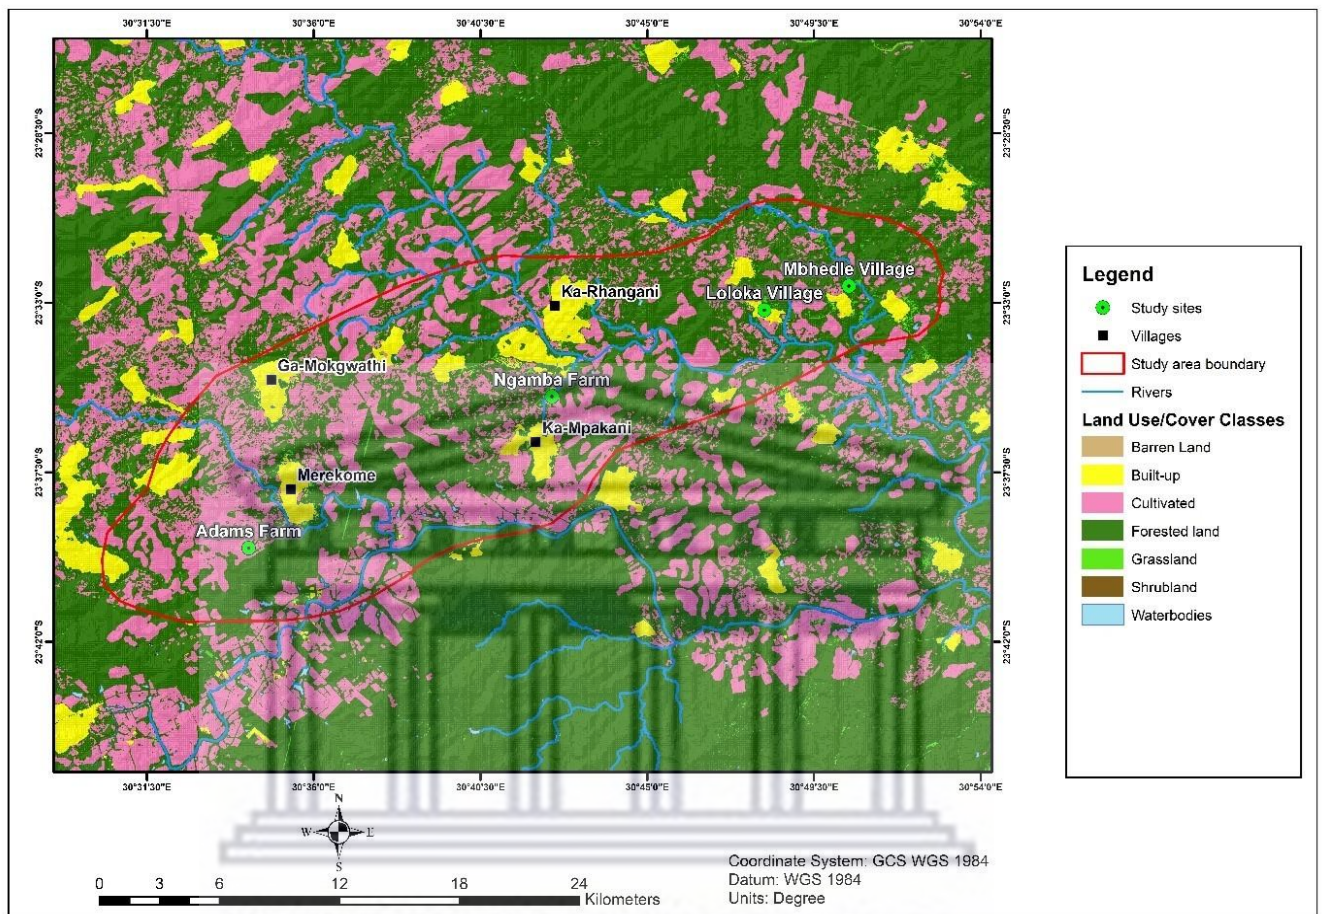 30°31'30"E 30°36'0"E 30°40'30"E 30°45'0"E 30°49'30"E 30°54'0"E
23°28'30"S 23°28'30"S
23°33'0"S 23°33'0"S
23°37'30"S 23°37'30"S
23°42'0"S 23°42'0"S
Mbhedle Village
Ka-Rhangani
Loloka Village
Ga-Mokgwathi
Ngamba Farm
Ka-Mpakani
Merekome
Adams Farm
30°31'30"E 30°36'0"E 30°40'30"E 30°45'0"E 30°49'30"E 30°54'0"E
Legend
Study sites
Villages
Study area boundary
Rivers
Land Use/Cover Classes
Barren Land
Built-up
Cultivated
Forested land
Grassland
Shrubland
Waterbodies
N
W E
S
0 3 6 12 18 24
Kilometers
Coordinate System: GCS WGS 1984
Datum: WGS 1984
Units: Degree